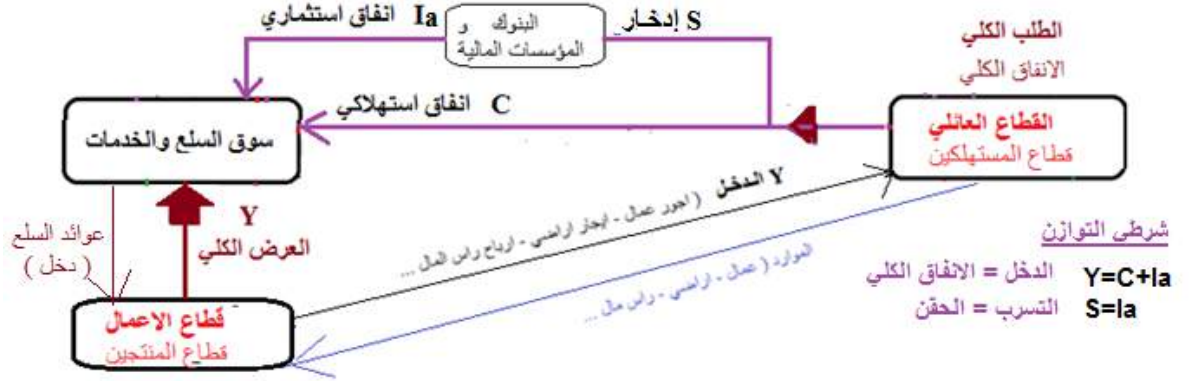 Ia انفاق استثماري
البنوك و
المؤسسات المالية
S إدخار
الطلب الكلي
الانفاق الكلي
C انفاق استهلاكي
سوق السلع والخدمات
القطاع العائلي
قطاع المستهلكين
Y الدخل ( اجور عمال - ايجار اراضي - ارباح راس المال ...
الموارد ( عمال - اراضي - راس مال ...
Y
العرض الكلي
عوائد السلع
( دخل )
قطاع الاعمال
قطاع المنتجين
شرطي التوازن
الدخل = الانفاق الكلي Y=C+Ia
التسرب = الحقن S=Ia